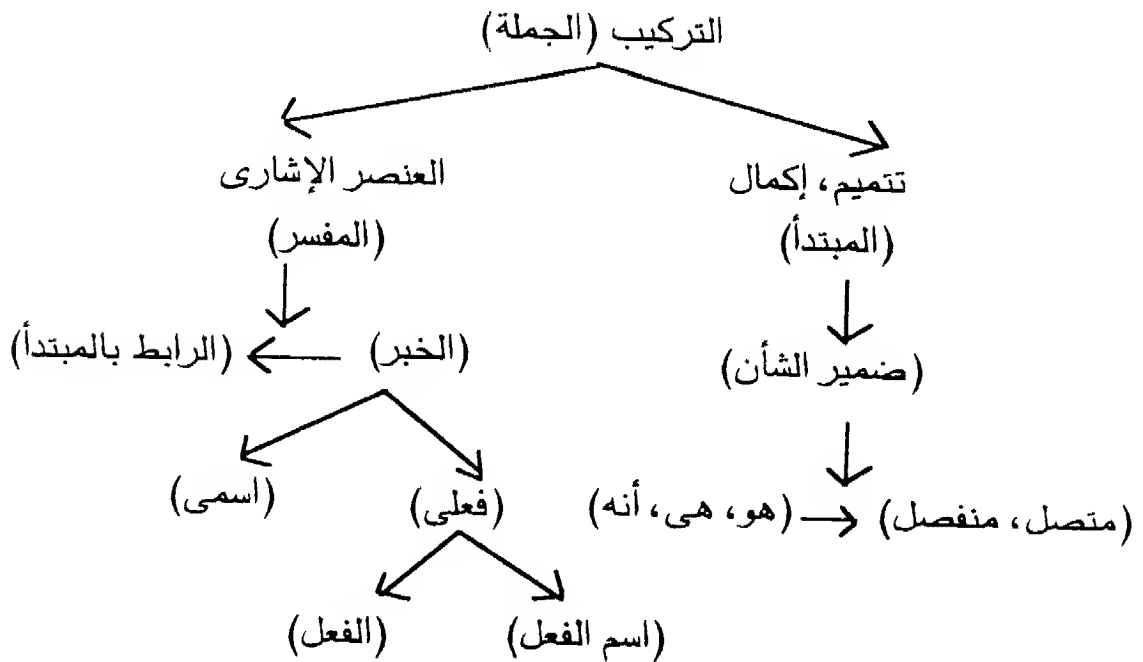 التركيب (الجملة)
تتميم، إكمال
(المبتدأ)
(ضمير الشأن)
(متصل، منفصل)
(هو، هى، أنه)
العنصر الإشارى
(المفسر)
(الخبر)
(الرابط بالمبتدأ)
(فعلى)
(اسمى)
(اسم الفعل)
(الفعل)